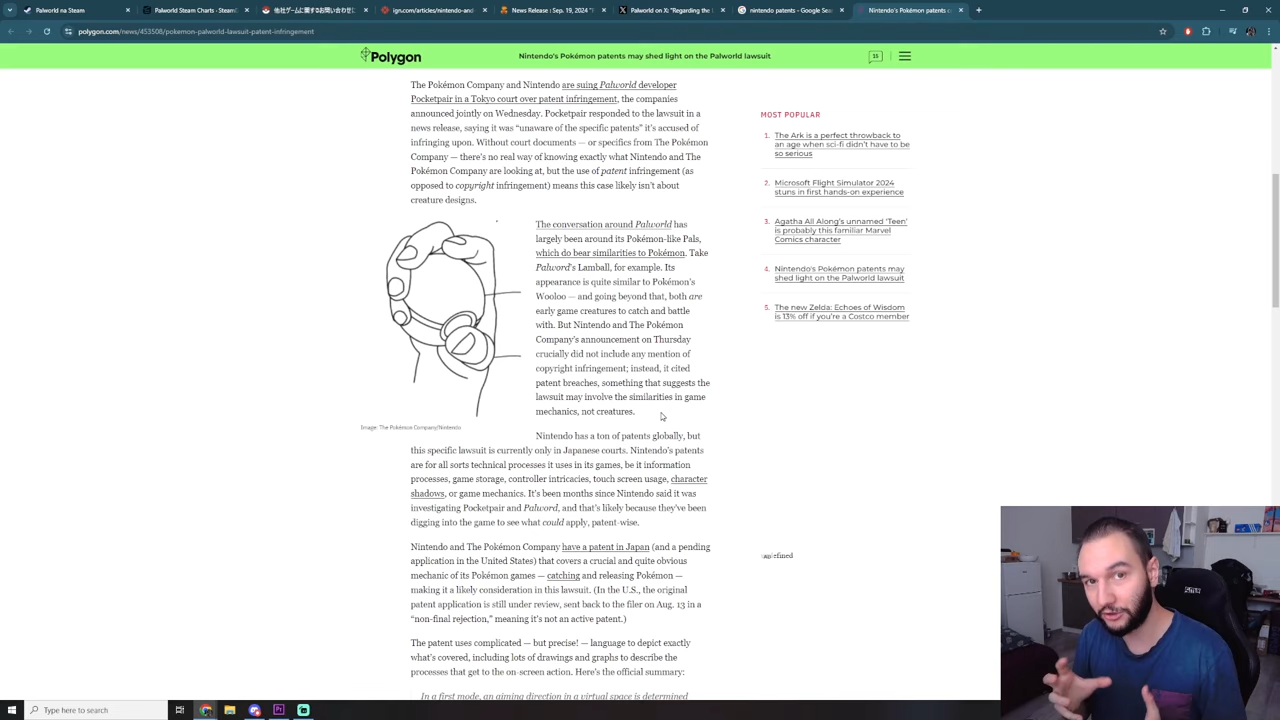 Palworld na Steam
Palworld Steam Charts · Steam
他社ゲームに関するお問い合わせに
ign.com/articles/nintendo-and
News Release : Sep. 19, 2024 "
Palworld on X: "Regarding the
nintendo patents - Google Sea
Nintendo's Pokémon patents
polygon.com/news/453508/pokemon-palworld-lawsuit-patent-infringement
Polygon
Nintendo's Pokémon patents may shed light on the Palworld lawsuit
15
The Pokémon Company and Nintendo are suing Palworld developer
Pocketpair in a Tokyo court over patent infringement, the companies
announced jointly on Wednesday. Pocketpair responded to the lawsuit in a
news release, saying it was "unaware of the specific patents" it's accused of
infringing upon. Without court documents — or specifics from The Pokémon
Company — there's no real way of knowing exactly what Nintendo and The
Pokémon Company are looking at, but the use of patent infringement (as
opposed to copyright infringement) means this case likely isn't about
creature designs.
The conversation around Palworld has
largely been around its Pokémon-like Pals,
which do bear similarities to Pokémon. Take
Palword's Lamball, for example. Its
appearance is quite similar to Pokémon's
Wooloo — and going beyond that, both are
early game creatures to catch and battle
with. But Nintendo and The Pokémon
Company's announcement on Thursday
crucially did not include any mention of
copyright infringement; instead, it cited
patent breaches, something that suggests the
lawsuit may involve the similarities in game
mechanics, not creatures.
Image: The Pokémon Company/Nintendo
Nintendo has a ton of patents globally, but
this specific lawsuit is currently only in Japanese courts. Nintendo's patents
are for all sorts technical processes it uses in its games, be it information
processes, game storage, controller intricacies, touch screen usage, character
shadows, or game mechanics. It's been months since Nintendo said it was
investigating Pocketpair and Palword, and that's likely because they've been
digging into the game to see what could apply, patent-wise.
Nintendo and The Pokémon Company have a patent in Japan (and a pending
application in the United States) that covers a crucial and quite obvious
mechanic of its Pokémon games — catching and releasing Pokémon —
making it a likely consideration in this lawsuit. (In the U.S., the original
patent application is still under review, sent back to the filer on Aug. 13 in a
"non-final rejection," meaning it's not an active patent.)
The patent uses complicated — but precise! — language to depict exactly
what's covered, including lots of drawings and graphs to describe the
processes that get to the on-screen action. Here's the official summary:
In a first mode, an aiming direction in a virtual space is determined
MOST POPULAR
1. The Ark is a perfect throwback to
an age when sci-fi didn't have to be
so serious
2. Microsoft Flight Simulator 2024
stuns in first hands-on experience
3. Agatha All Along's unnamed 'Teen'
is probably this familiar Marvel
Comics character
4. Nintendo's Pokémon patents may
shed light on the Palworld lawsuit
5. The new Zelda: Echoes of Wisdom
is 13% off if you're a Costco member
Type here to search